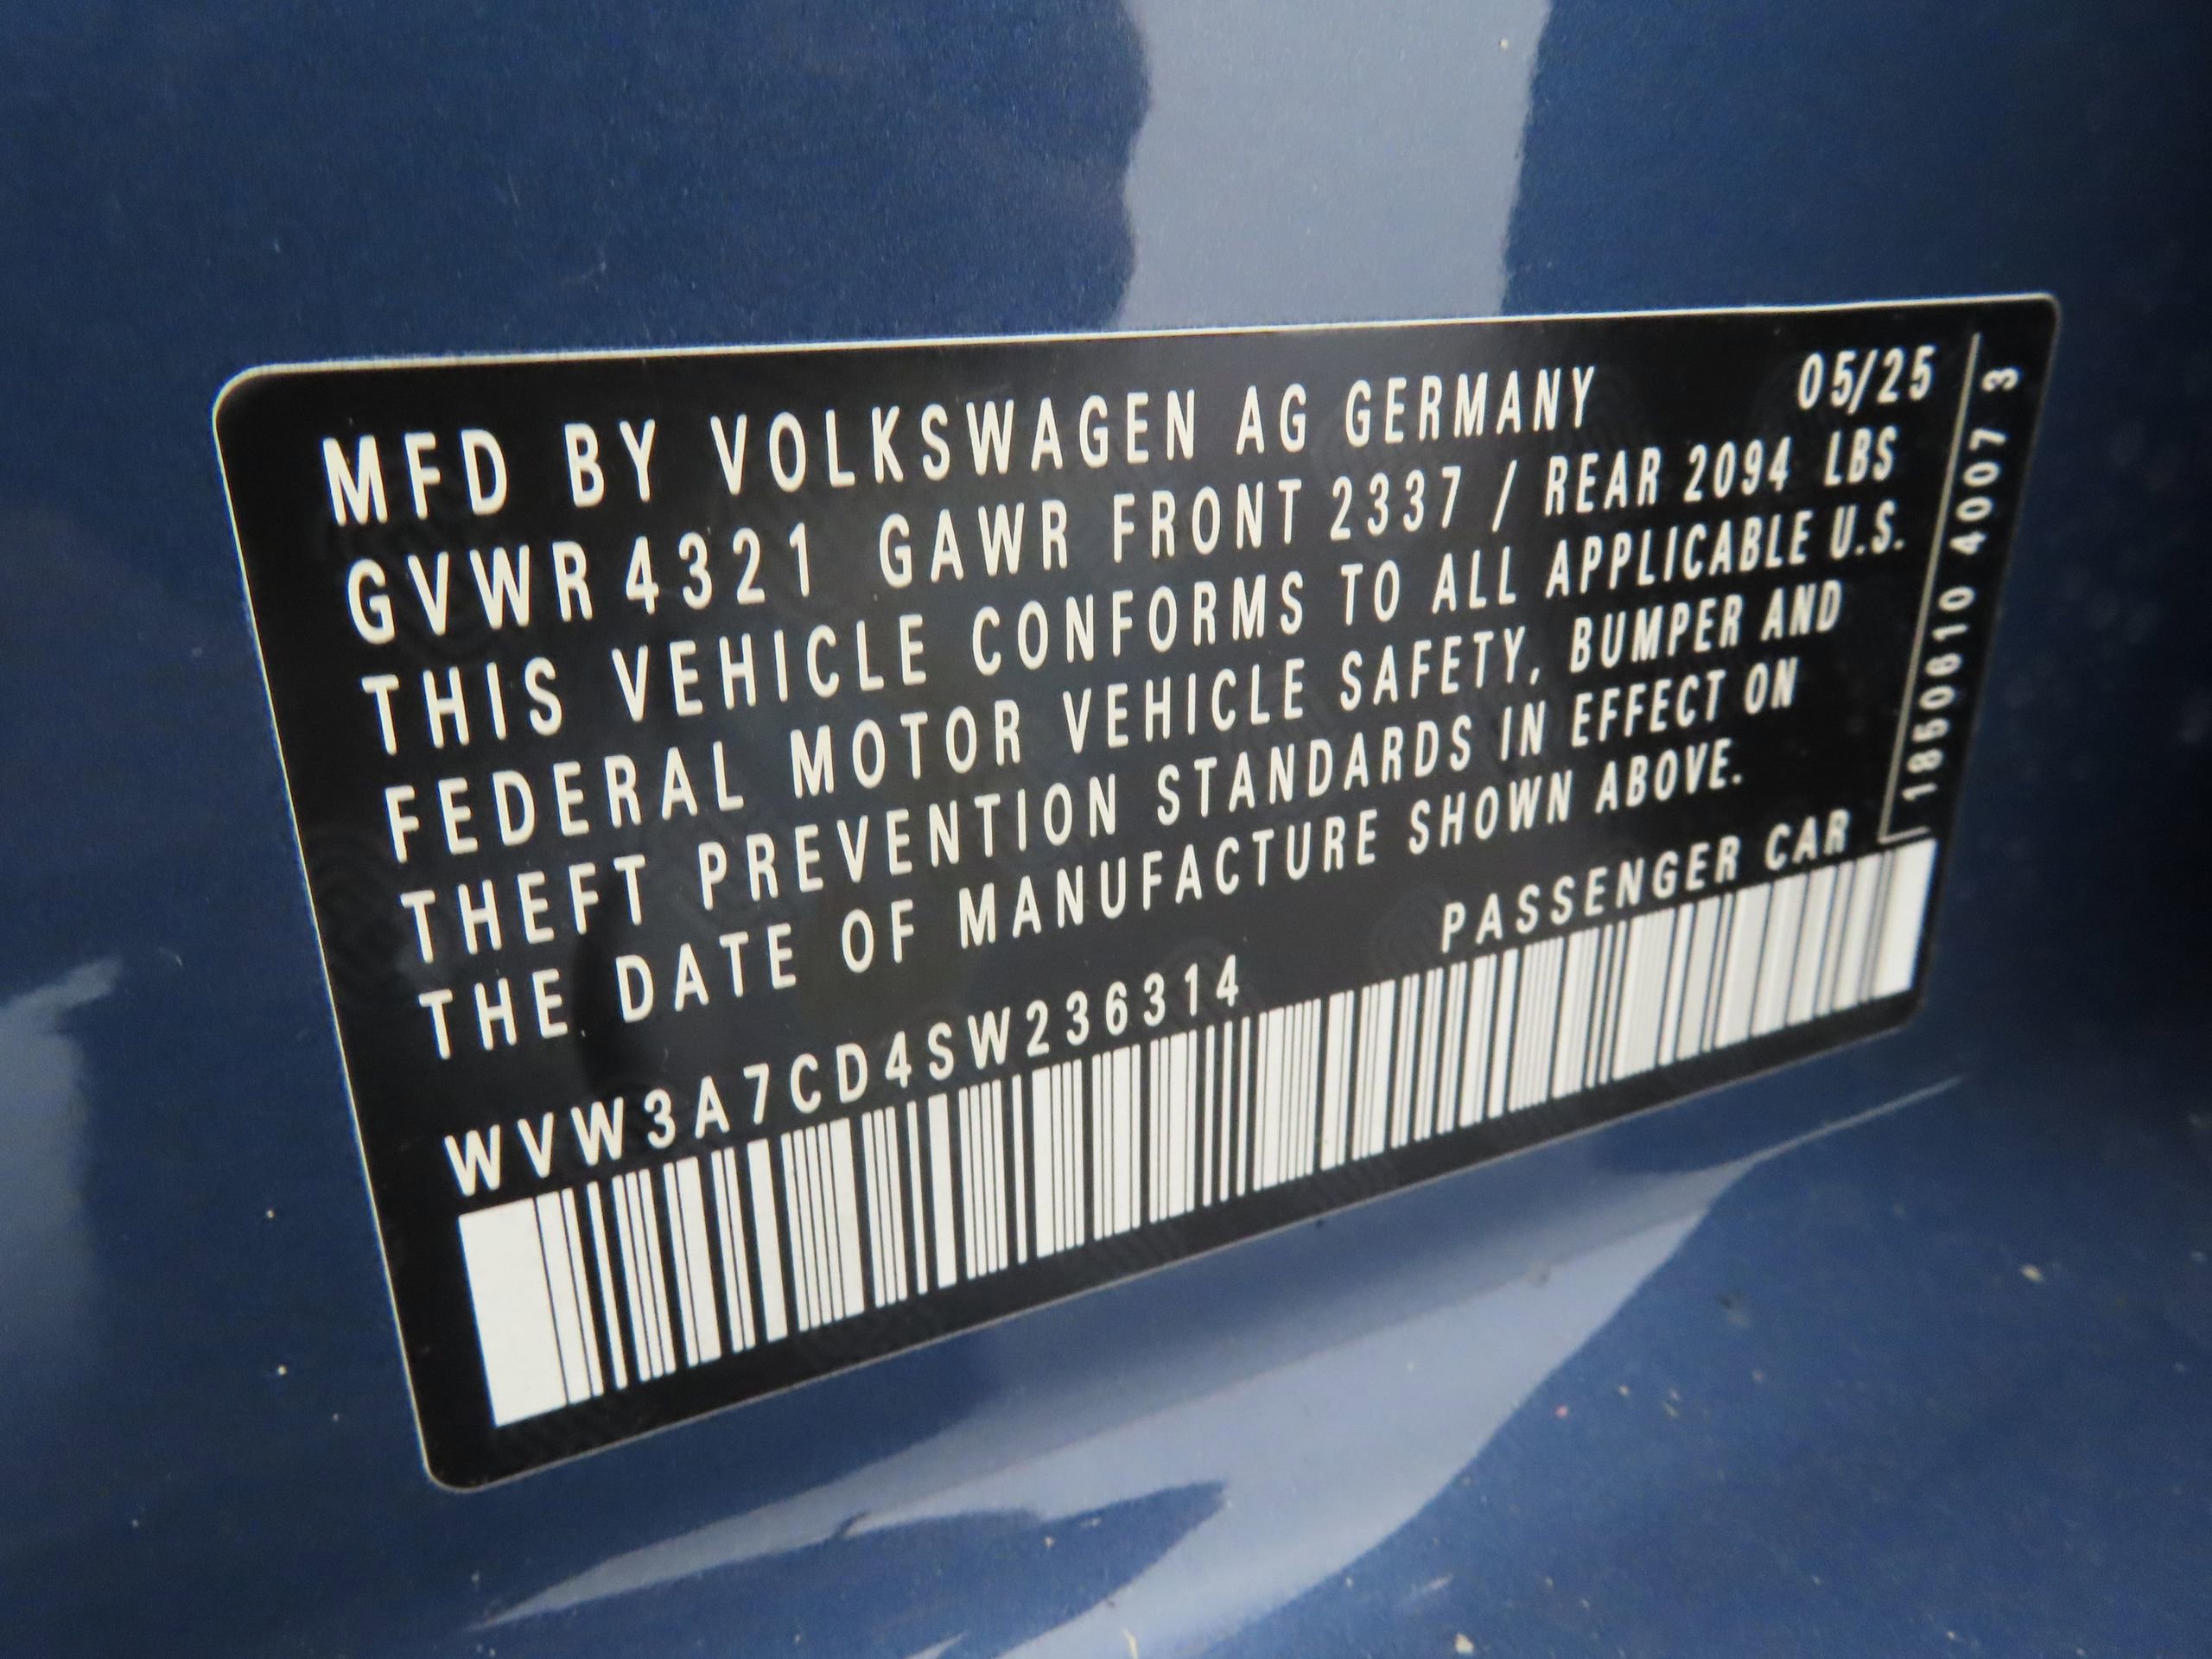 MFD BY VOLKSWAGEN AG GERMANY 05/25
GVWR 4321 GAWR FRONT 2337 / REAR 2094 LBS
THIS VEHICLE CONFORMS TO ALL APPLICABLE U.S.
FEDERAL MOTOR VEHICLE SAFETY, BUMPER AND
THEFT PREVENTION STANDARDS IN EFFECT ON
THE DATE OF MANUFACTURE SHOWN ABOVE.
PASSENGER CAR
WVW3A7CD4SW236314
1850610 4007 3